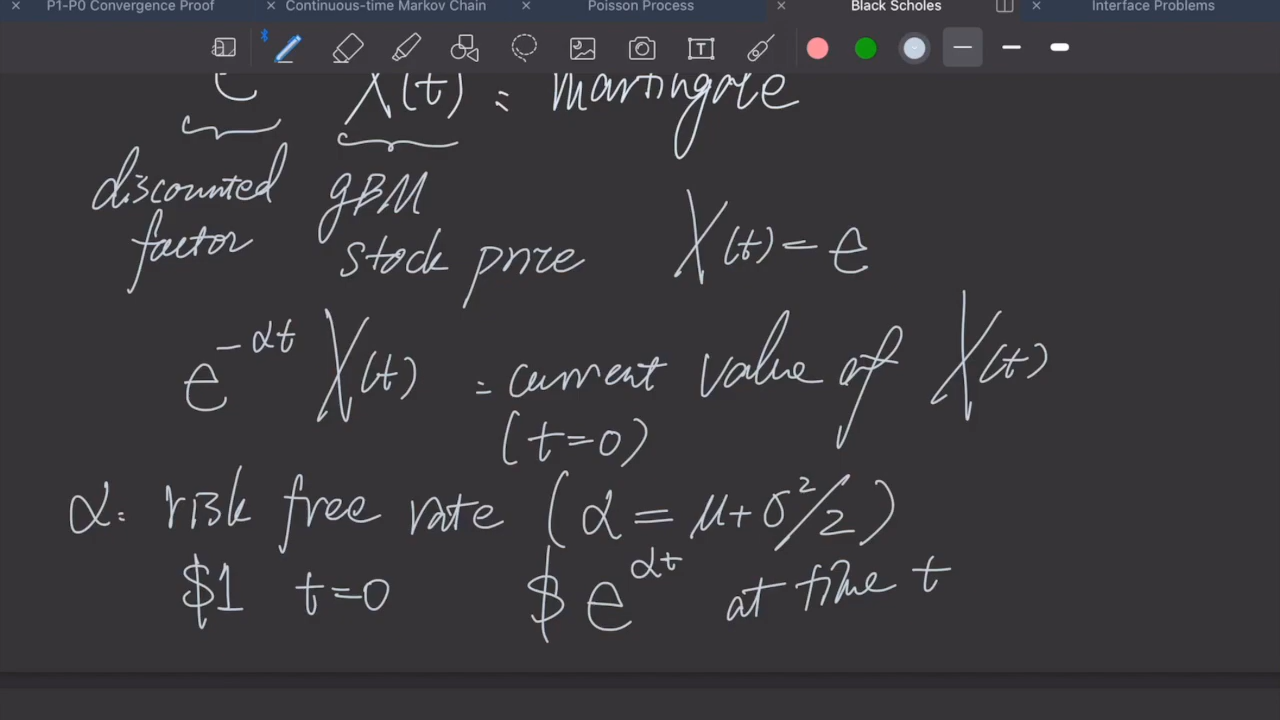 P1-P0 Convergence Proof Continuous-time Markov Chain Poisson Process Black Scholes Interface Problems
X(t) = martingale
discounted factor
gBM
stock price
X(t) = e
e^{-αt} X(t) = current value of X(t)
(t=0)
α: risk free rate (α = μ + σ²/2)
$1 t=0 $ e^{αt} at time t